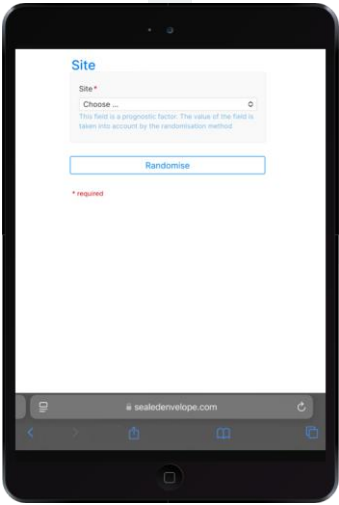 Site
Site*
Choose ...
This field is a prognostic factor. The value of the field is
taken into account by the randomisation method
Randomise
* required
sealedenvelope.com